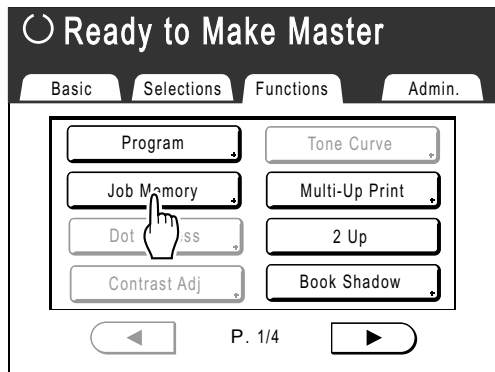 Ready to Make Master
Basic Selections Functions Admin.
Program Tone Curve
Job Memory Multi-Up Print
Dot 2 Up
Contrast Adj Book Shadow
P. 1/4